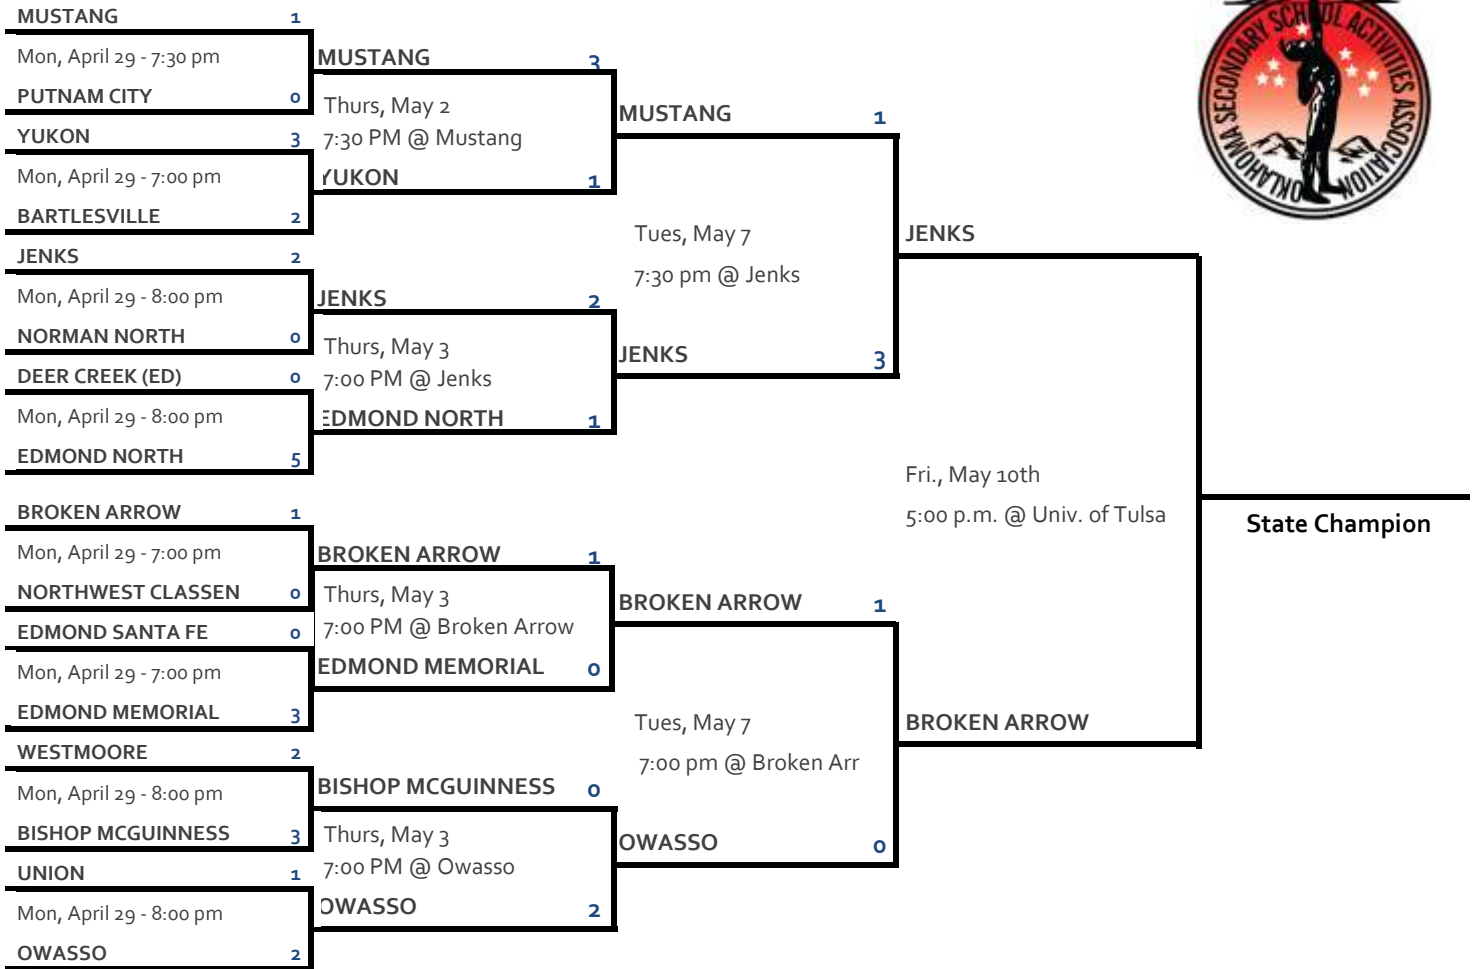 MUSTANG 1
Mon, April 29 - 7:30 pm
PUTNAM CITY 0
YUKON 3
Mon, April 29 - 7:00 pm
BARTLESVILLE 2
JENKS 2
Mon, April 29 - 8:00 pm
NORMAN NORTH 0
DEER CREEK (ED) 0
Mon, April 29 - 8:00 pm
EDMOND NORTH 5
BROKEN ARROW 1
Mon, April 29 - 7:00 pm
NORTHWEST CLASSEN 0
EDMOND SANTA FE 0
Mon, April 29 - 7:00 pm
EDMOND MEMORIAL 3
WESTMOORE 2
Mon, April 29 - 8:00 pm
BISHOP MCGUINNESS 3
UNION 1
Mon, April 29 - 8:00 pm
OWASSO 2
MUSTANG 3
Thurs, May 2
7:30 PM @ Mustang
YUKON 1
JENKS 2
Thurs, May 3
7:00 PM @ Jenks
EDMOND NORTH 1
BROKEN ARROW 1
Thurs, May 3
7:00 PM @ Broken Arrow
EDMOND MEMORIAL 0
BISHOP MCGUINNESS 0
Thurs, May 3
7:00 PM @ Owasso
OWASSO 2
MUSTANG 1
Tues, May 7
7:30 pm @ Jenks
JENKS 3
BROKEN ARROW 1
Tues, May 7
7:00 pm @ Broken Arr
OWASSO 0
JENKS
Fri., May 10th
5:00 p.m. @ Univ. of Tulsa
BROKEN ARROW
State Champion
OKLAHOMA SECONDARY SCHOOL ACTIVITIES ASSOCIATION